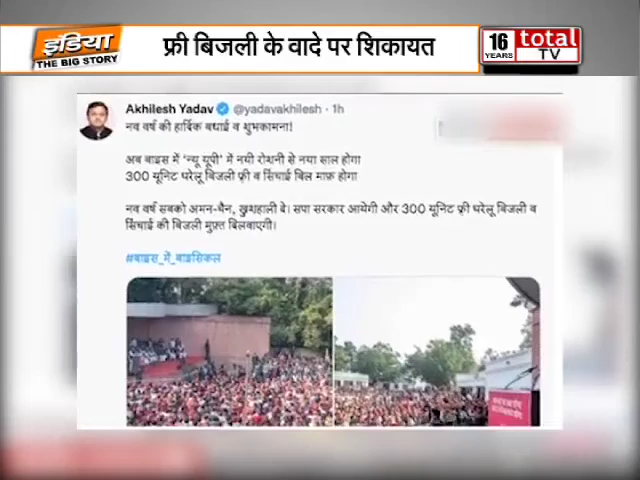 इंडिया
THE BIG STORY
फ्री बिजली के वादे पर शिकायत
16
YEARS
total
TV
Akhilesh Yadav @yadavakhilesh · 1h
नव वर्ष की हार्दिक बधाई व शुभकामना!
अब बाइस में ‘न्यू यूपी’ में नयी रोशनी से नया साल होगा
300 यूनिट घरेलू बिजली फ़्री व सिंचाई बिल माफ़ होगा
नव वर्ष सबको अमन-चैन, ख़ुशहाली दे। सपा सरकार आयेगी और 300 यूनिट फ़्री घरेलू बिजली व
सिंचाई की बिजली मुफ़्त दिलवाएगी।
#बाइस_में_बाइसिकल